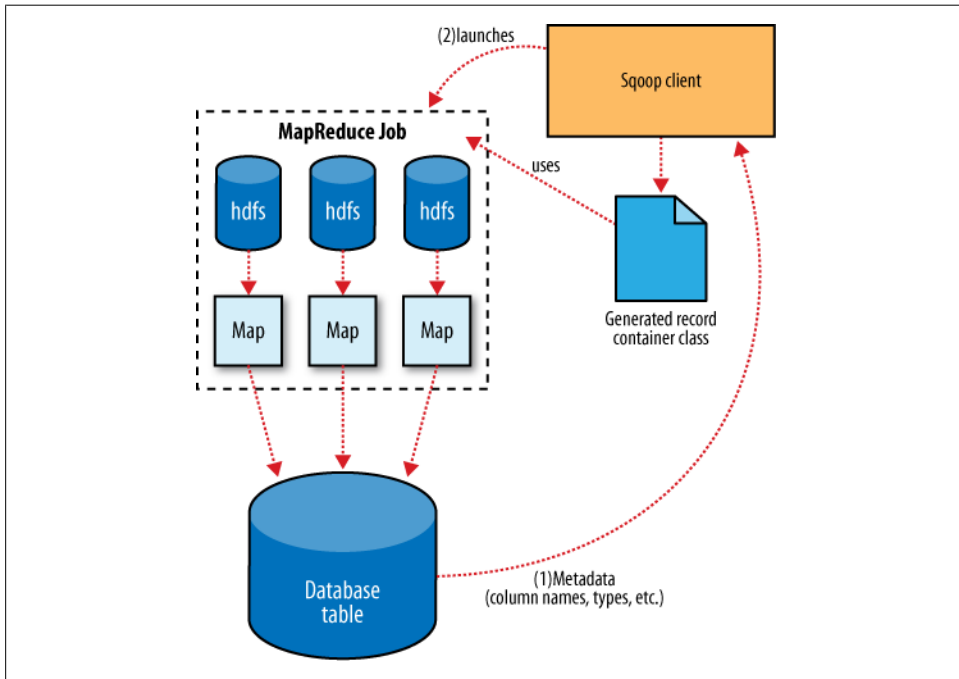 (2)launches
Sqoop client
MapReduce Job
uses
hdfs
hdfs
hdfs
Map
Map
Map
Generated record
container class
(1)Metadata
(column names, types, etc.)
Database
table